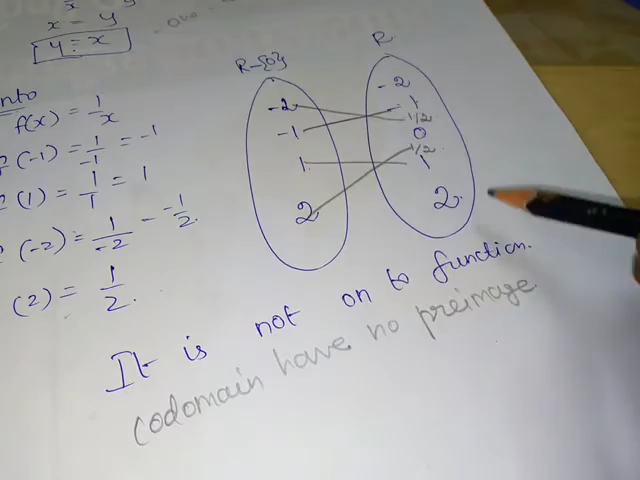 x = y
y = x
onto
f(x) = 1/x
f(-1) = 1/-1 = -1
f(1) = 1/1 = 1
f(-2) = 1/-2 - -1/2.
(2) = 1/2.
R-{0}
-2
-1
1
2
R
-2
-1
-1/2
0
1/2
1
2.
It is not on to function.
codomain have no preimage